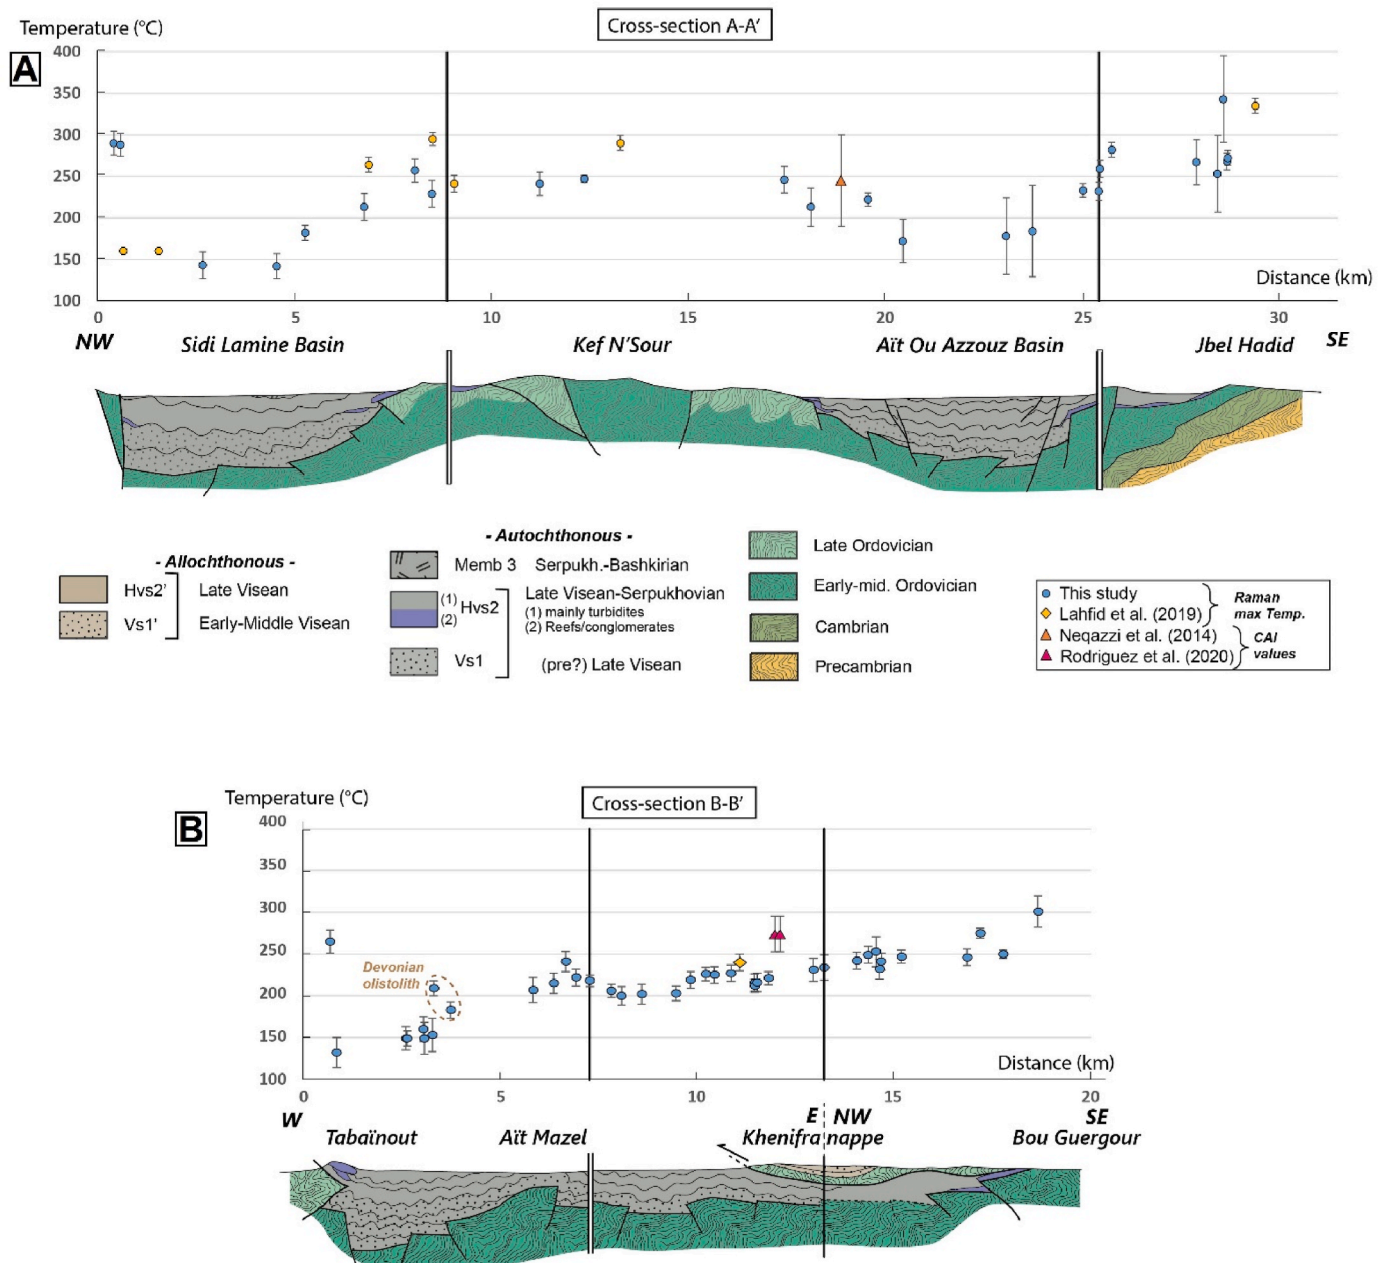 Cross-section A-A'
Temperature (°C)
A
400
350
300
250
200
150
100
Distance (km)
0
5
10
15
20
25
30
NW
Sidi Lamine Basin
Kef N'Sour
Aït Ou Azzouz Basin
Jbel Hadid
SE
- Allochthonous -
Hvs2' Late Visean
Vs1' Early-Middle Visean
- Autochthonous -
Memb 3 Serpukh.-Bashkirian
(1) Hvs2 Late Visean-Serpukhovian
(2) (1) mainly turbidites
(2) Reefs/conglomerates
Vs1 (pre?) Late Visean
Late Ordovician
Early-mid. Ordovician
Cambrian
Precambrian
This study
Lahfid et al. (2019)
Raman
max Temp.
Neqazzi et al. (2014)
Rodriguez et al. (2020)
CAI
values
Cross-section B-B'
Temperature (°C)
B
400
350
300
250
200
150
100
Devonian
olistolith
Distance (km)
0
5
10
15
20
W
E
NW
SE
Tabaïnout
Aït Mazel
Khenifra nappe
Bou Guergour